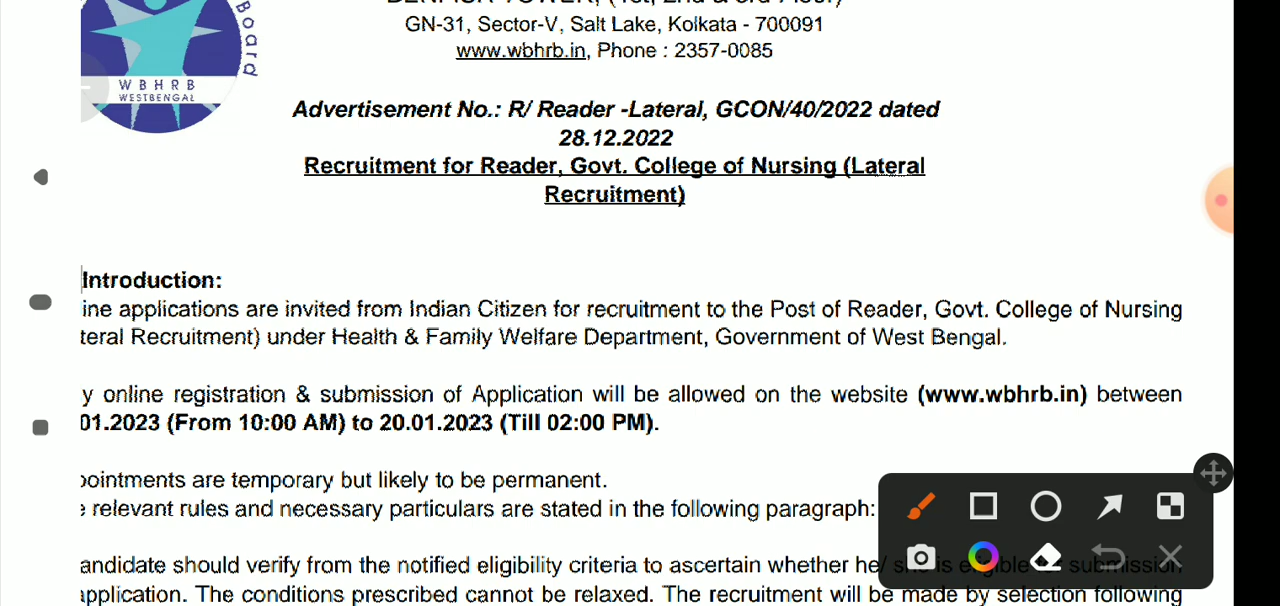 Board
GN-31, Sector-V, Salt Lake, Kolkata - 700091
www.wbhrb.in, Phone : 2357-0085
WBHRB
WESTBENGAL
Advertisement No.: R/ Reader -Lateral, GCON/40/2022 dated
28.12.2022
Recruitment for Reader, Govt. College of Nursing (Lateral
Recruitment)
Introduction:
ine applications are invited from Indian Citizen for recruitment to the Post of Reader, Govt. College of Nursing
teral Recruitment) under Health & Family Welfare Department, Government of West Bengal.
y online registration & submission of Application will be allowed on the website (www.wbhrb.in) between
01.2023 (From 10:00 AM) to 20.01.2023 (Till 02:00 PM).
pointments are temporary but likely to be permanent.
e relevant rules and necessary particulars are stated in the following paragraph:
andidate should verify from the notified eligibility criteria to ascertain whether he/ she is eligible submission
application. The conditions prescribed cannot be relaxed. The recruitment will be made by selection following